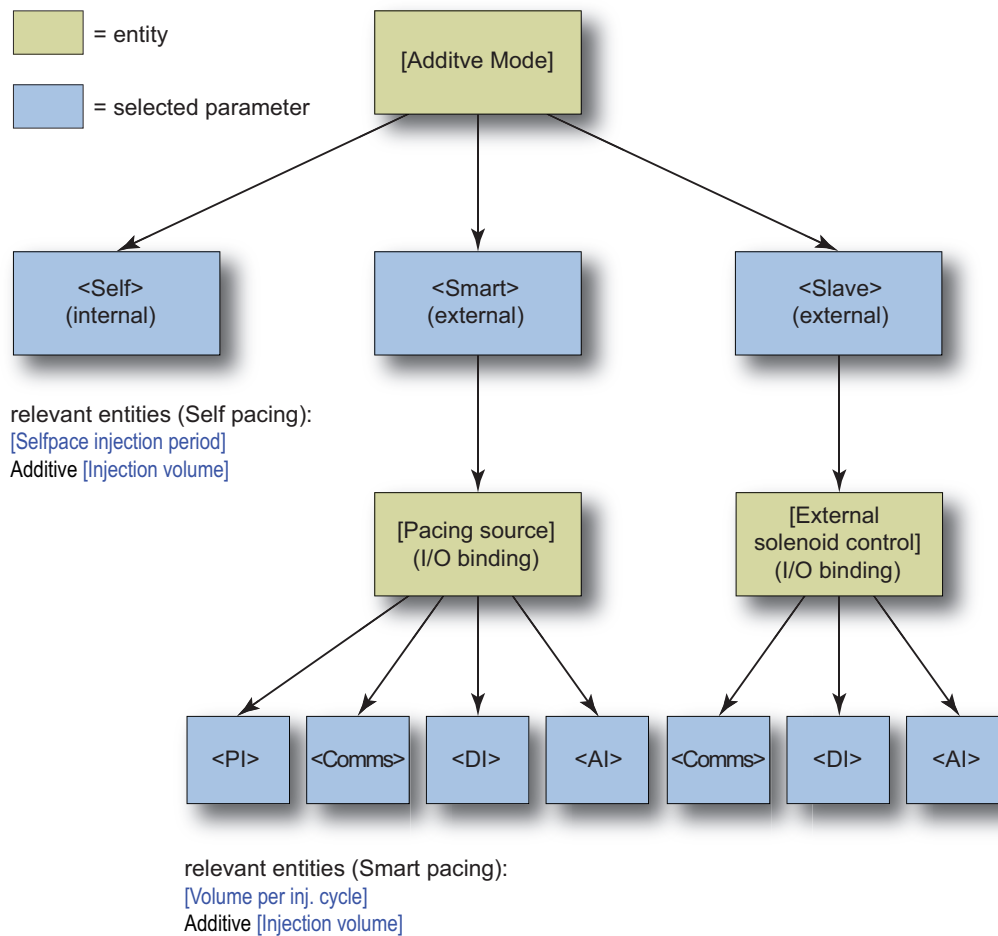 = entity
= selected parameter
[Additve Mode]
<Self>
(internal)
<Smart>
(external)
<Slave>
(external)
relevant entities (Self pacing):
[Selfpace injection period]
Additive [Injection volume]
[Pacing source]
(I/O binding)
[External
solenoid control]
(I/O binding)
<PI>
<Comms>
<DI>
<AI>
<Comms>
<DI>
<AI>
relevant entities (Smart pacing):
[Volume per inj. cycle]
Additive [Injection volume]